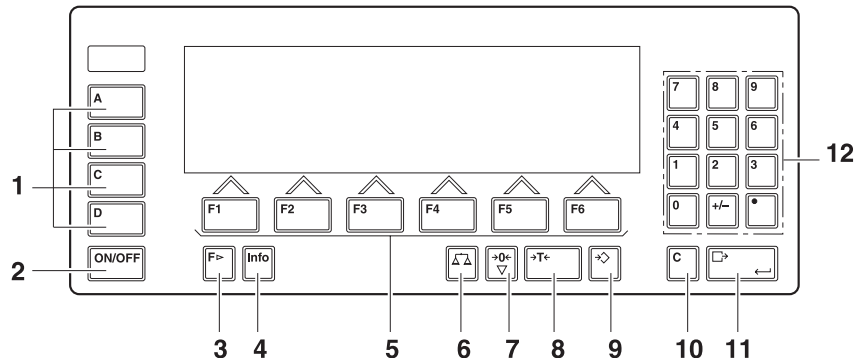 A
B
C
D
ON/OFF
F1 F2 F3 F4 F5 F6
F▻ Info →0← →T←
7 8 9
4 5 6
1 2 3
0 +/– •
C
1
2
3 4 5 6 7 8 9 10 11
12